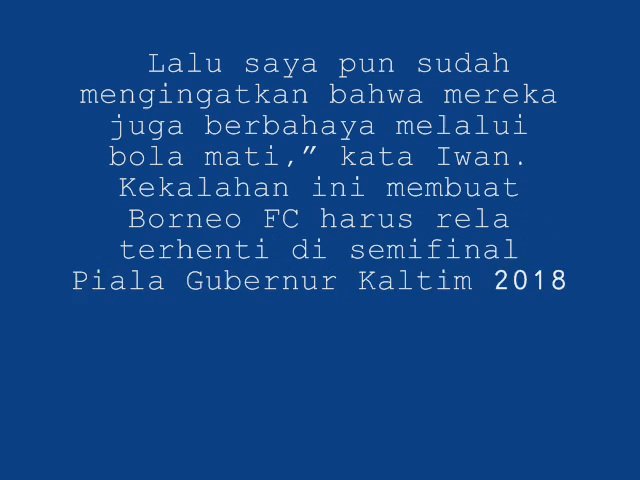 Lalu saya pun sudah
mengingatkan bahwa mereka
juga berbahaya melalui
bola mati,” kata Iwan.
Kekalahan ini membuat
Borneo FC harus rela
terhenti di semifinal
Piala Gubernur Kaltim 2018